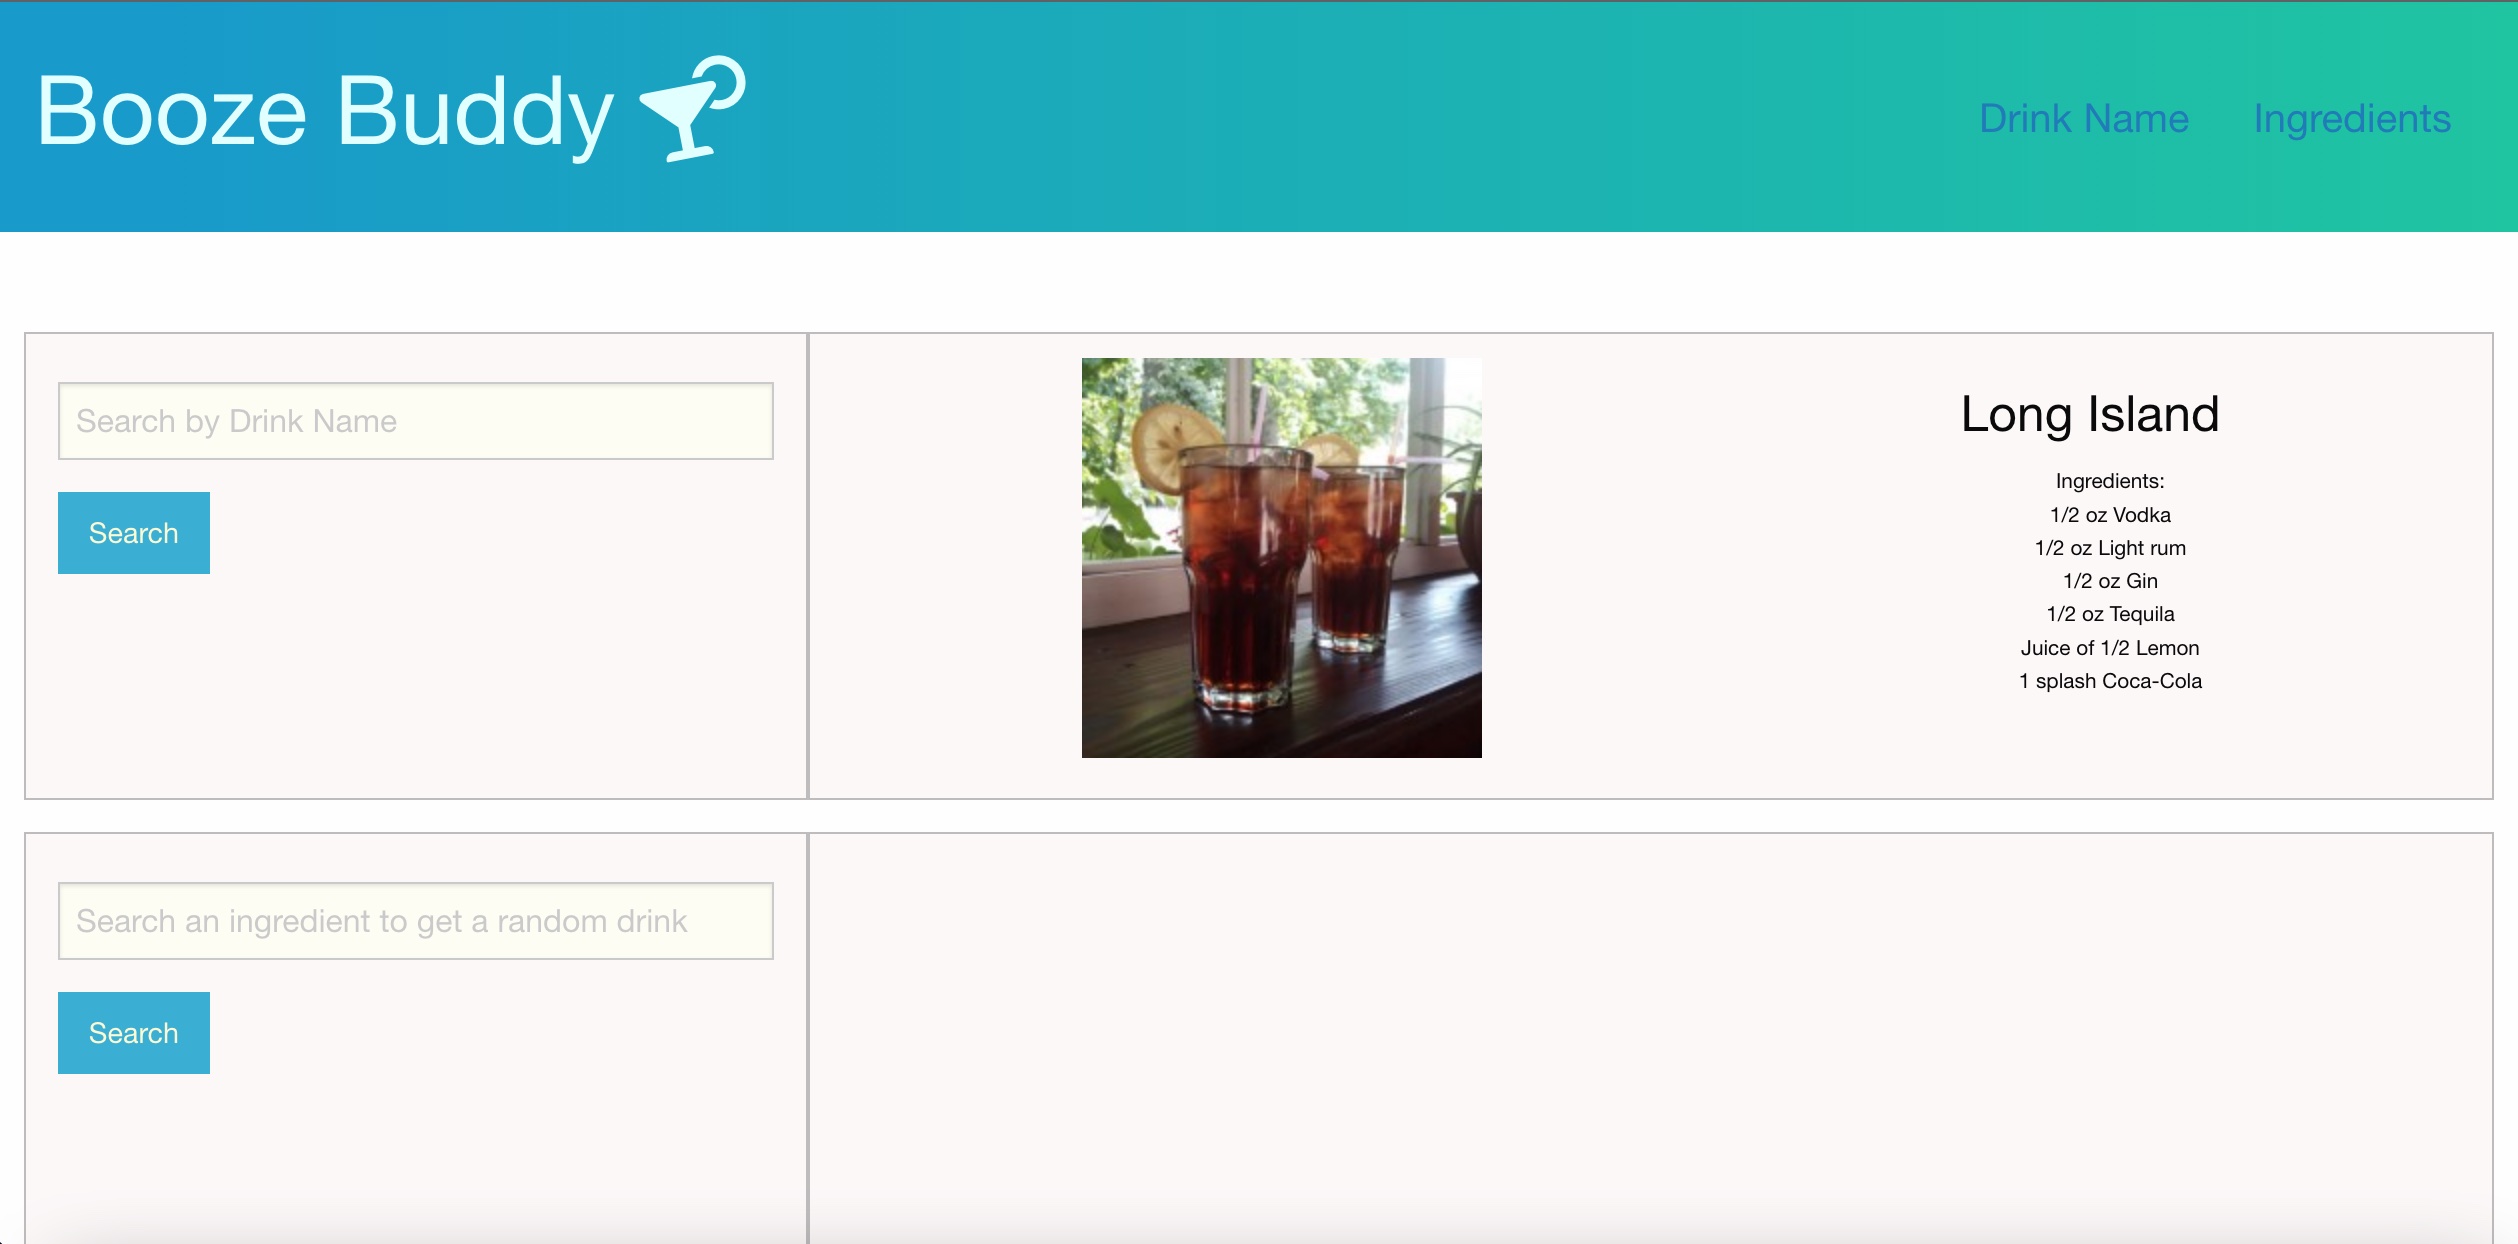 Booze Buddy
Drink Name
Ingredients
Search by Drink Name
Search
Long Island
Ingredients:
1/2 oz Vodka
1/2 oz Light rum
1/2 oz Gin
1/2 oz Tequila
Juice of 1/2 Lemon
1 splash Coca-Cola
Search an ingredient to get a random drink
Search